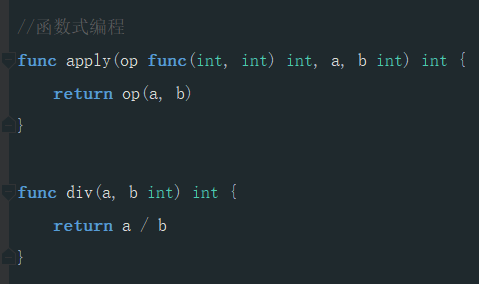 //函数式编程
func apply(op func(int, int) int, a, b int) int {
    return op(a, b)
}
func div(a, b int) int {
    return a / b
}